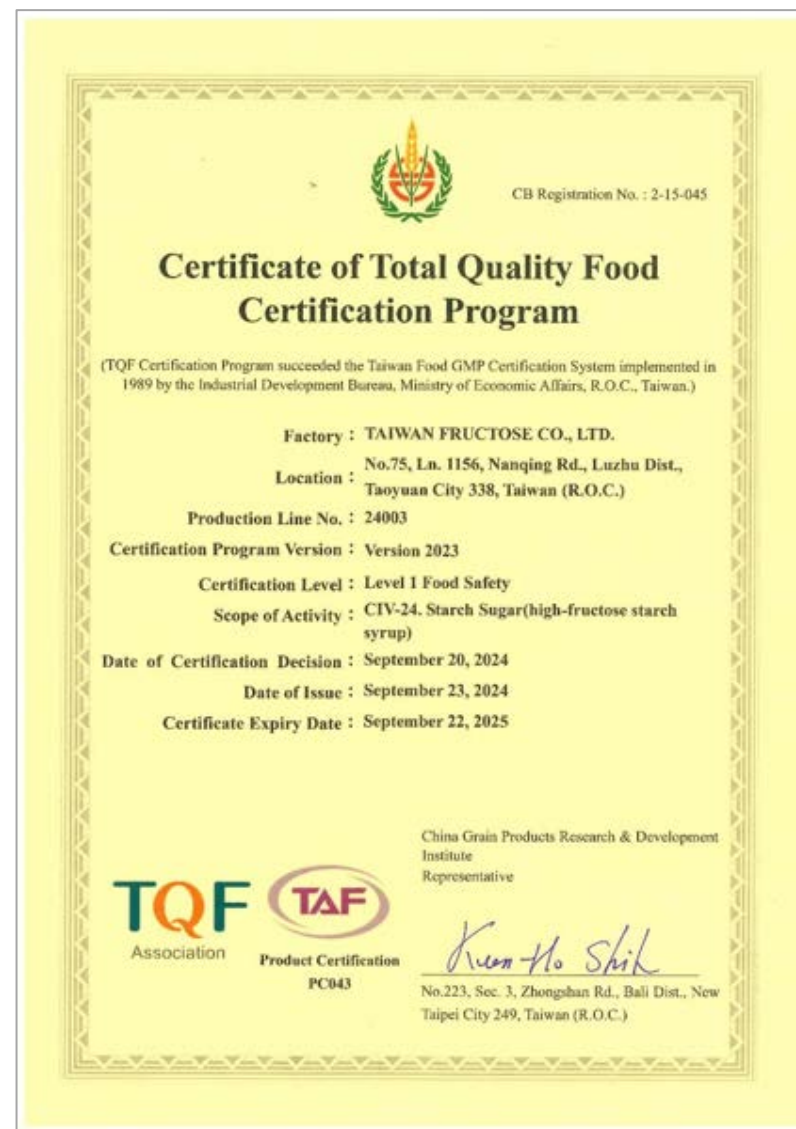 CB Registration No. : 2-15-045
Certificate of Total Quality Food
Certification Program
(TQF Certification Program succeeded the Taiwan Food GMP Certification System implemented in
1989 by the Industrial Development Bureau, Ministry of Economic Affairs, R.O.C., Taiwan.)
Factory : TAIWAN FRUCTOSE CO., LTD.
Location : No.75, Ln. 1156, Nanqing Rd., Luzhu Dist.,
Taoyuan City 338, Taiwan (R.O.C.)
Production Line No. : 24003
Certification Program Version : Version 2023
Certification Level : Level 1 Food Safety
Scope of Activity : CIV-24. Starch Sugar(high-fructose starch
syrup)
Date of Certification Decision : September 20, 2024
Date of Issue : September 23, 2024
Certificate Expiry Date : September 22, 2025
China Grain Products Research & Development
Institute
Representative
TQF
Association
TAF
Product Certification
PC043
Kuen-Ho Shih
No.223, Sec. 3, Zhongshan Rd., Bali Dist., New
Taipei City 249, Taiwan (R.O.C.)